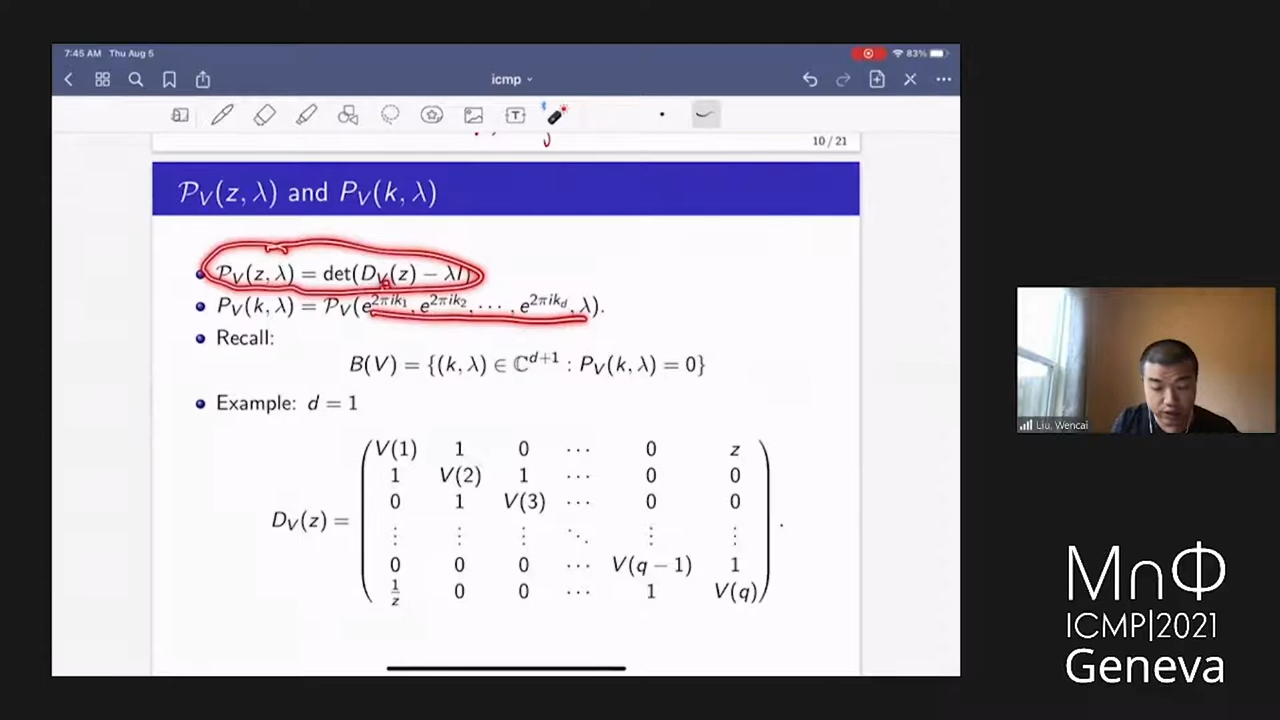 7:45 AM Thu Aug 5
83%
icmp
10 / 21
𝒫_V(z, λ) and P_V(k, λ)
𝒫_V(z, λ) = det(D_V(z) − λI)
P_V(k, λ) = 𝒫_V(e^{2πik_1}, e^{2πik_2}, ⋯ , e^{2πik_d}, λ).
Recall:
B(V) = {(k, λ) ∈ ℂ^{d+1} : P_V(k, λ) = 0}
Example: d = 1
V(1) 1 0 ⋯ 0 z
1 V(2) 1 ⋯ 0 0
0 1 V(3) ⋯ 0 0
D_V(z) =
⋮ ⋮ ⋮ ⋱ ⋮ ⋮ .
0 0 0 ⋯ V(q − 1) 1
1/z 0 0 ⋯ 1 V(q)
Liu, Wencai
MηΦ
ICMP|2021
Geneva